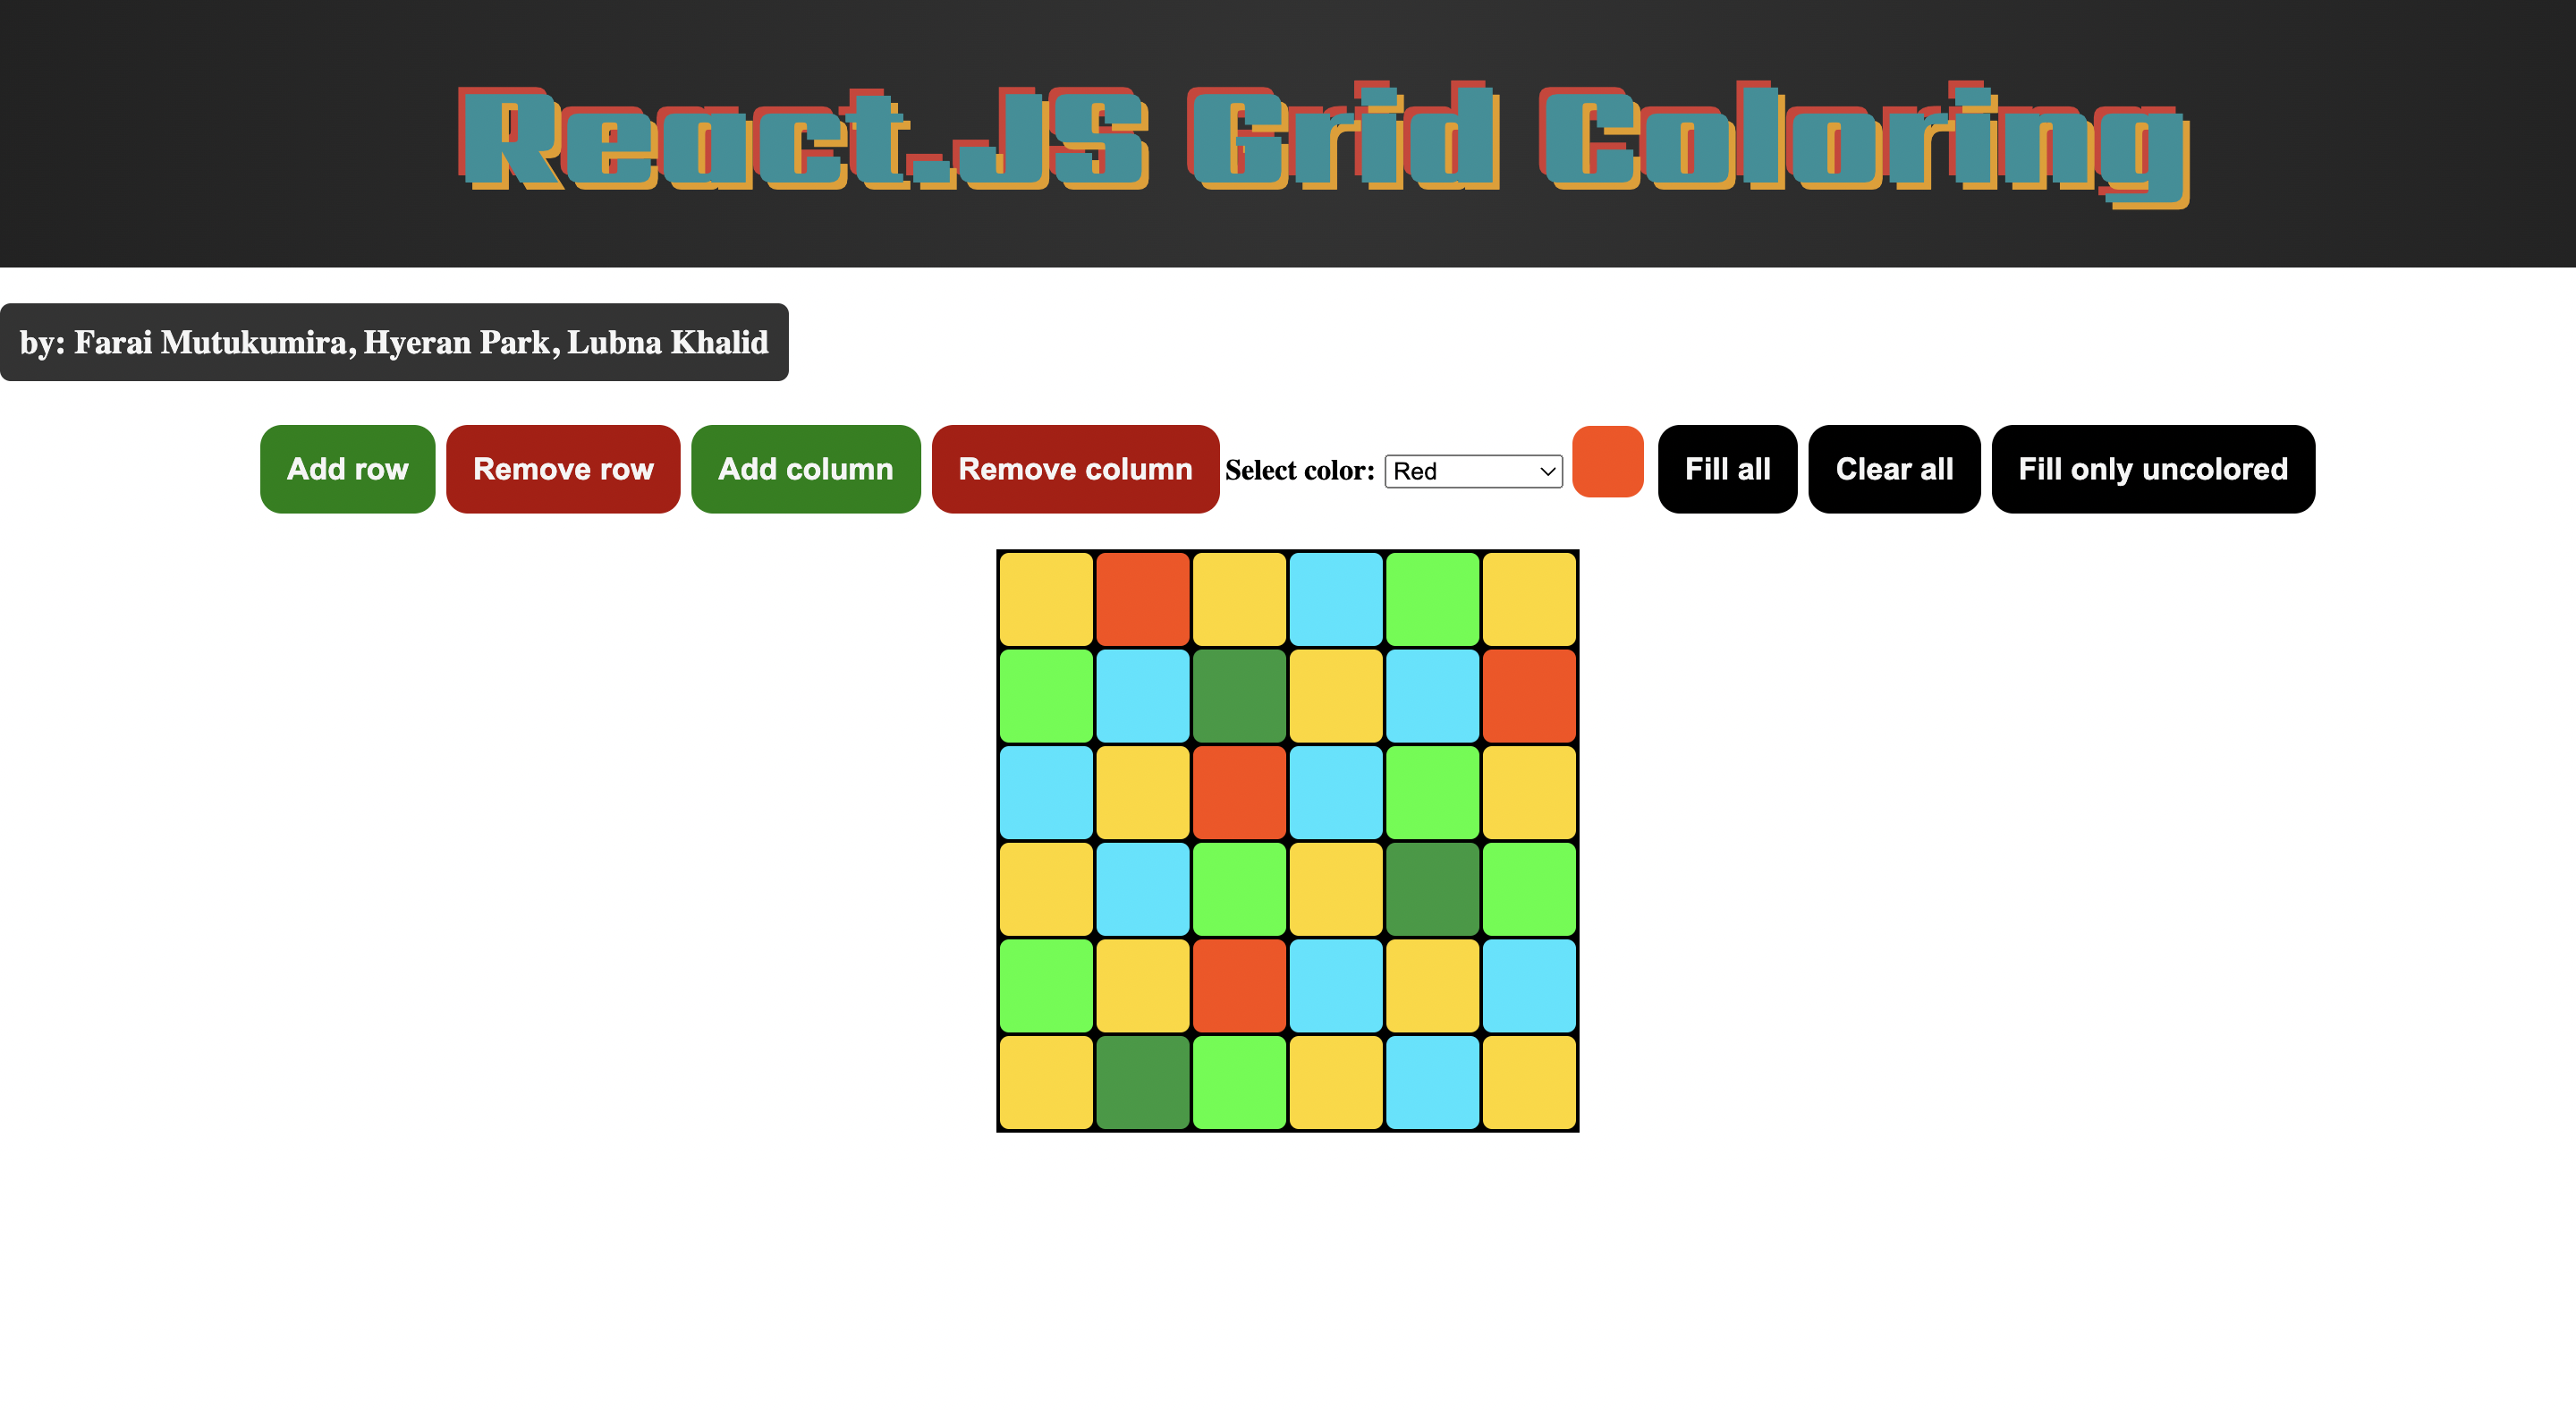 React.JS Grid Coloring
by: Farai Mutukumira, Hyeran Park, Lubna Khalid
Add row Remove row Add column Remove column Select color: Red Fill all Clear all Fill only uncolored